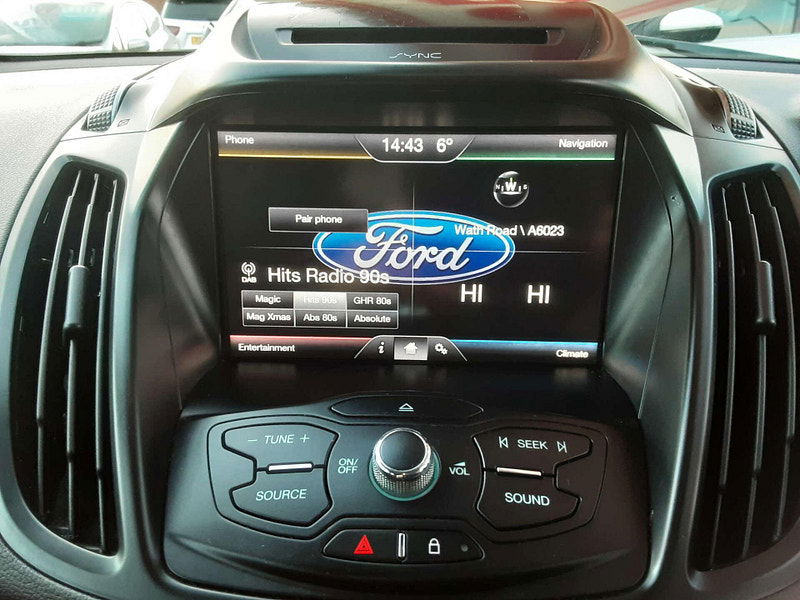 SYNC
Phone
14:43 6°
Navigation
N W S
Pair phone
Wath Road \ A6023
Ford
DAB
Hits Radio 90s
HI HI
Magic Hits 90s GHR 80s
Mag Xmas Abs 80s Absolute
Entertainment
i
Climate
− TUNE +
SOURCE
ON/
OFF
VOL
SEEK
SOUND